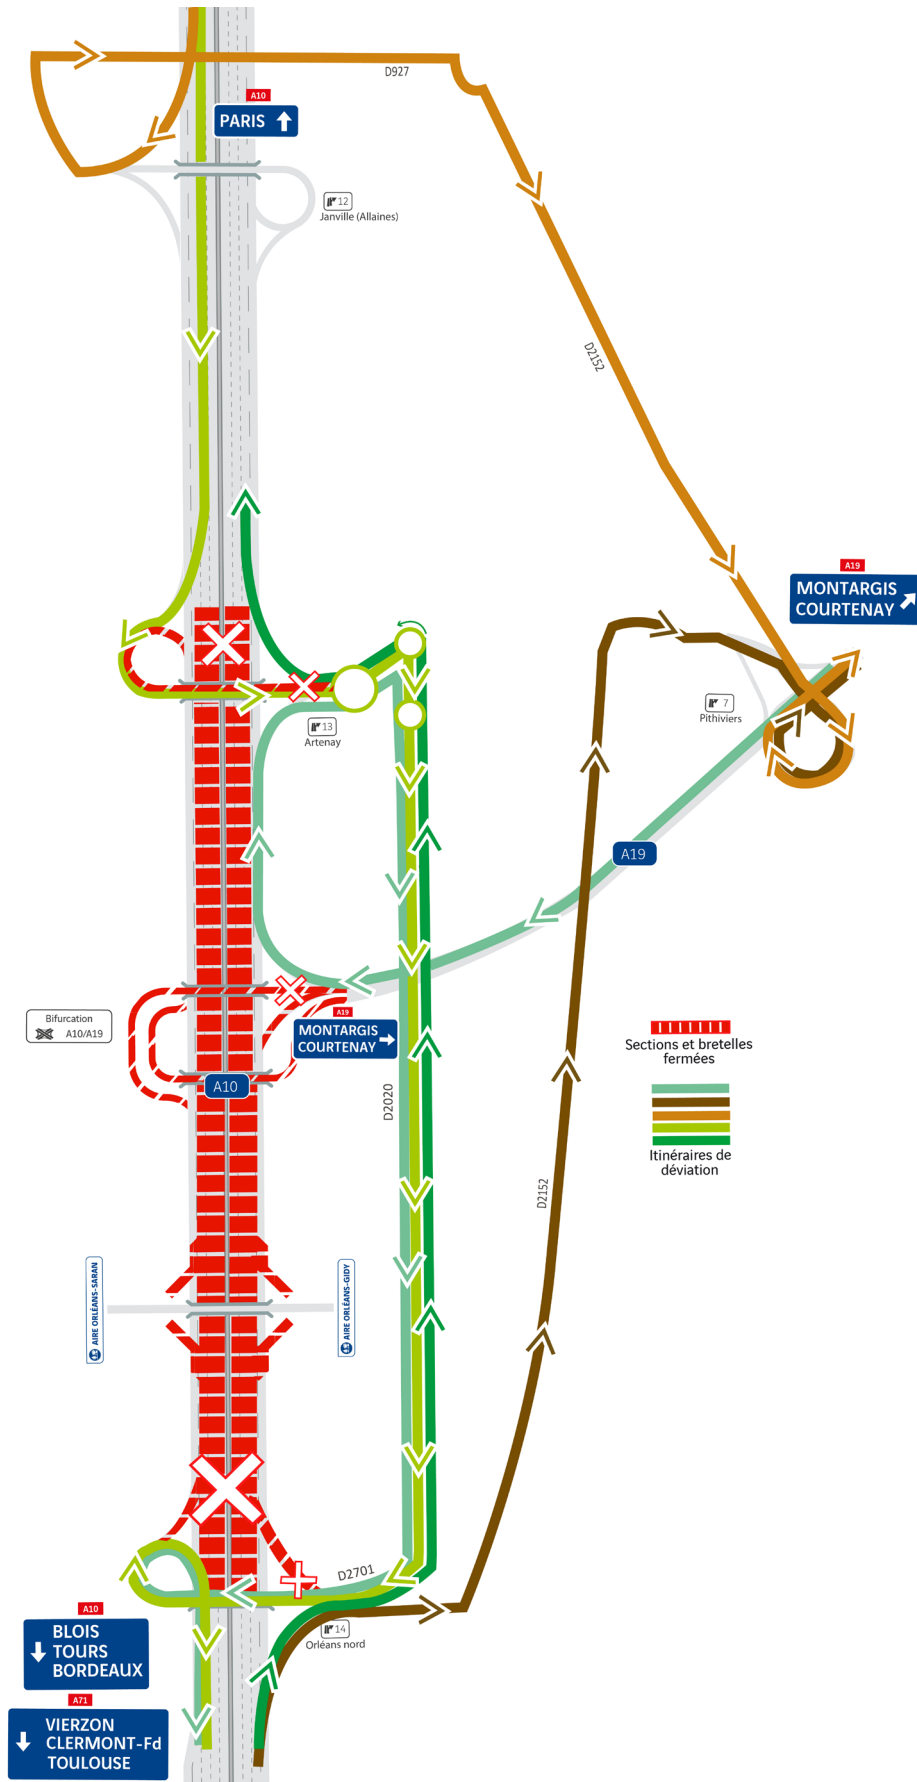 D927
A10
PARIS
12
Janville (Allaines)
D2152
A19
MONTARGIS
COURTENAY
7
Pithiviers
13
Artenay
A19
Bifurcation
A10/A19
A19
MONTARGIS
COURTENAY
A10
Sections et bretelles
fermées
D2020
Itinéraires de
déviation
D2152
AIRE ORLÉANS-SARAN
AIRE ORLÉANS-GIDY
D2701
A10
BLOIS
TOURS
BORDEAUX
14
Orléans nord
A71
VIERZON
CLERMONT-Fd
TOULOUSE